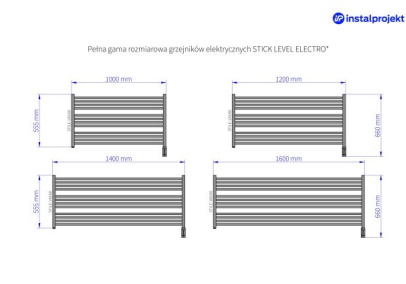 instalprojekt
Pełna gama rozmiarowa grzejników elektrycznych STICK LEVEL ELECTRO*
1000 mm
1200 mm
555 mm
660 mm
1400 mm
1600 mm
555 mm
660 mm